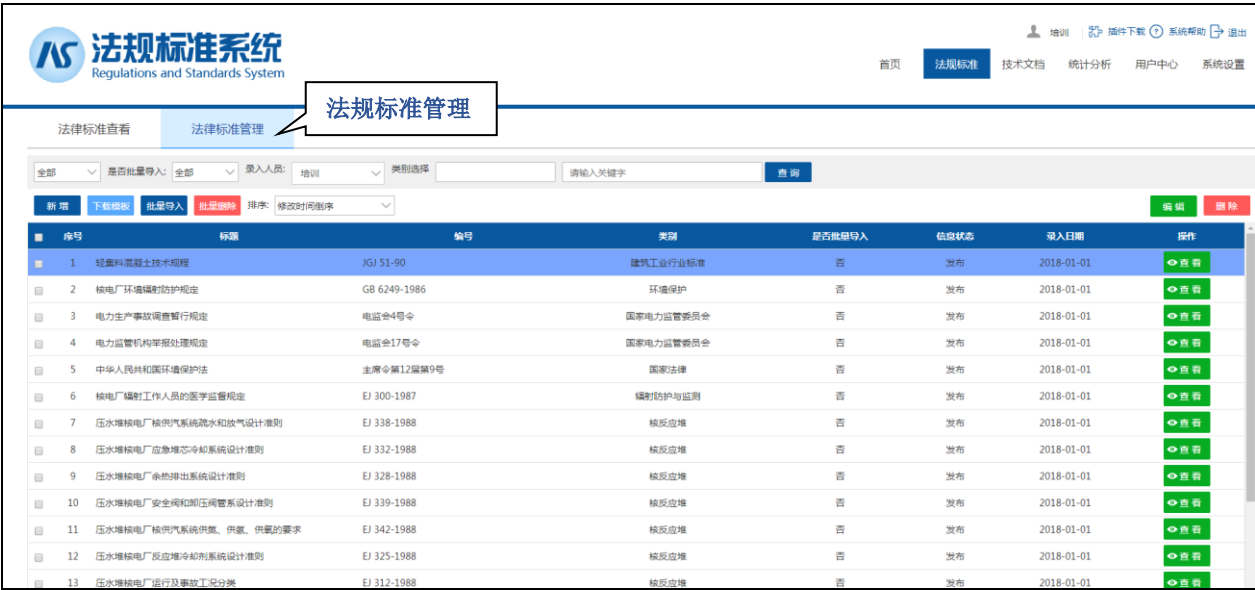 培训 插件下载 系统帮助 退出
法规标准系统
Regulations and Standards System
首页 法规标准 技术文档 统计分析 用户中心 系统设置
法规标准管理
法律标准查看 法律标准管理
全部 是否批量导入: 全部 录入人员: 培训 类别选择 请输入关键字 查询
新增 下载模板 批量导入 批量删除 排序: 修改时间倒序 编辑 删除
序号 标题 编号 类别 是否批量导入 信息状态 录入日期 操作
1 轻集料混凝土技术规程 JGJ 51-90 建筑工业行业标准 否 发布 2018-01-01 查看
2 核电厂环境辐射防护规定 GB 6249-1986 环境保护 否 发布 2018-01-01 查看
3 电力生产事故调查暂行规定 电监会4号令 国家电力监管委员会 否 发布 2018-01-01 查看
4 电力监管机构举报处理规定 电监会17号令 国家电力监管委员会 否 发布 2018-01-01 查看
5 中华人民共和国环境保护法 主席令第12届第9号 国家法律 否 发布 2018-01-01 查看
6 核电厂辐射工作人员的医学监督规定 EJ 300-1987 辐射防护与监测 否 发布 2018-01-01 查看
7 压水堆核电厂核供汽系统疏水和放气设计准则 EJ 338-1988 核反应堆 否 发布 2018-01-01 查看
8 压水堆核电厂应急堆芯冷却系统设计准则 EJ 332-1988 核反应堆 否 发布 2018-01-01 查看
9 压水堆核电厂余热排出系统设计准则 EJ 328-1988 核反应堆 否 发布 2018-01-01 查看
10 压水堆核电厂安全阀和卸压阀管系设计准则 EJ 339-1988 核反应堆 否 发布 2018-01-01 查看
11 压水堆核电厂核供汽系统供氮、供氢、供氧的要求 EJ 342-1988 核反应堆 否 发布 2018-01-01 查看
12 压水堆核电厂反应堆冷却剂系统设计准则 EJ 325-1988 核反应堆 否 发布 2018-01-01 查看
13 压水堆核电厂运行及事故工况分类 EJ 312-1988 核反应堆 否 发布 2018-01-01 查看